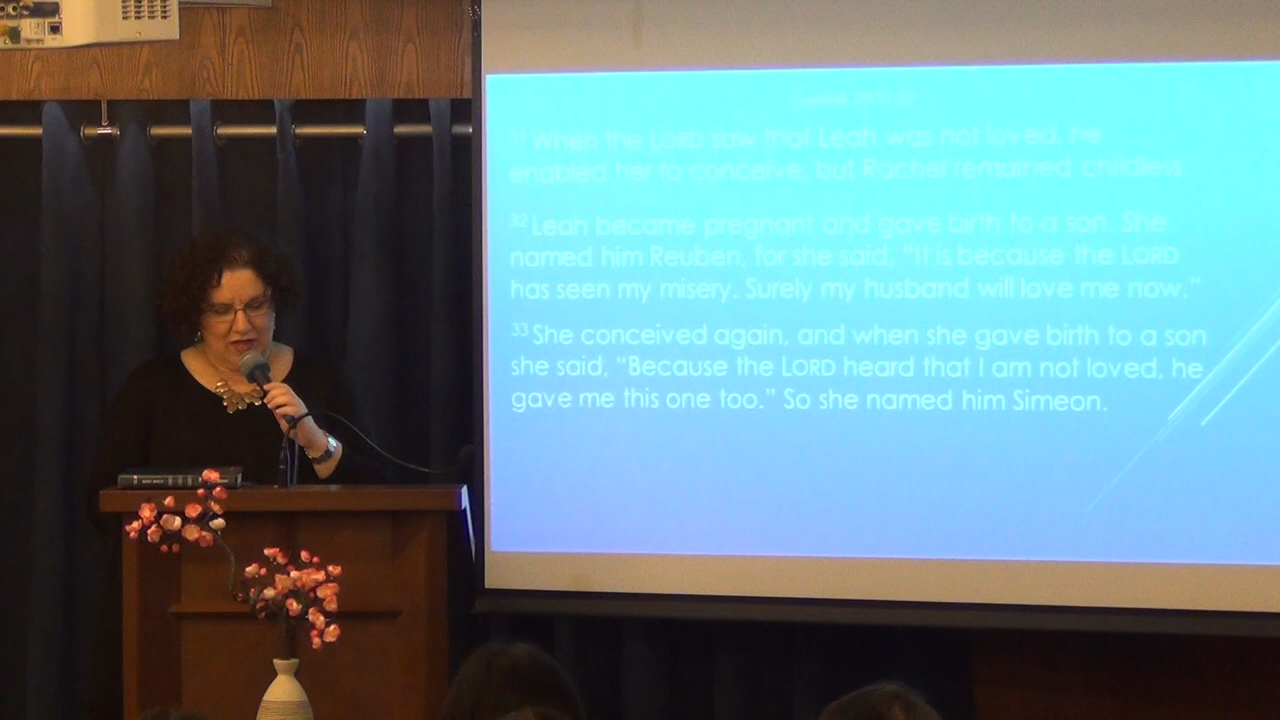 31 When the LORD saw that Leah was not loved, he
enabled her to conceive, but Rachel remained childless
32 Leah became pregnant and gave birth to a son. She
named him Reuben, for she said, “It is because the LORD
has seen my misery. Surely my husband will love me now.”
33 She conceived again, and when she gave birth to a son
she said, “Because the LORD heard that I am not loved, he
gave me this one too.” So she named him Simeon.
HOLY BIBLE